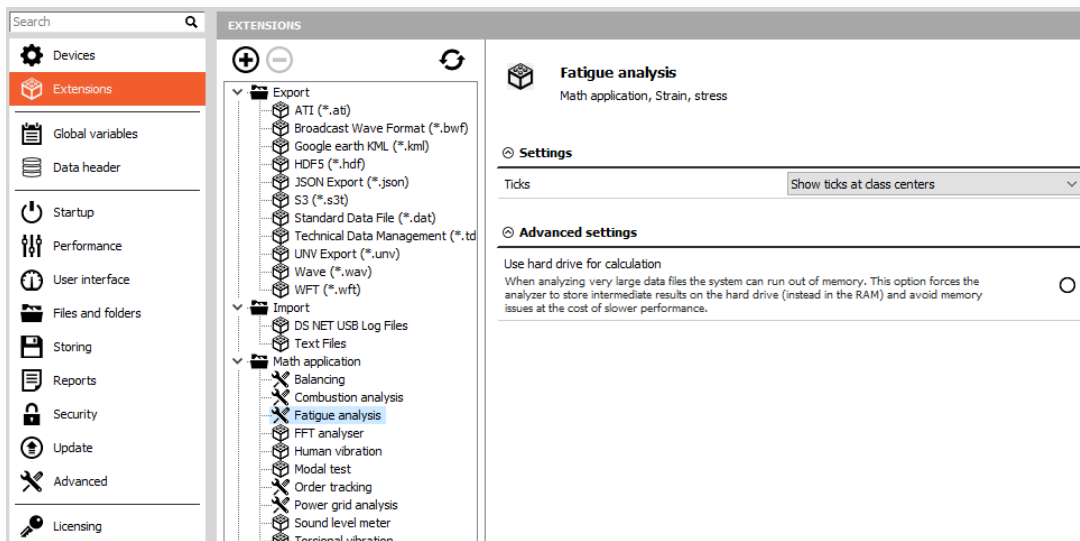 Search
Devices
Extensions
Global variables
Data header
Startup
Performance
User interface
Files and folders
Storing
Reports
Security
Update
Advanced
Licensing
EXTENSIONS
Export
ATI (*.ati)
Broadcast Wave Format (*.bwf)
Google earth KML (*.kml)
HDF5 (*.hdf)
JSON Export (*.json)
S3 (*.s3t)
Standard Data File (*.dat)
Technical Data Management (*.td
UNV Export (*.unv)
Wave (*.wav)
WFT (*.wft)
Import
DS NET USB Log Files
Text Files
Math application
Balancing
Combustion analysis
Fatigue analysis
FFT analyser
Human vibration
Modal test
Order tracking
Power grid analysis
Sound level meter
Torsional vibration
Fatigue analysis
Math application, Strain, stress
Settings
Ticks
Show ticks at class centers
Advanced settings
Use hard drive for calculation
When analyzing very large data files the system can run out of memory. This option forces the
analyzer to store intermediate results on the hard drive (instead in the RAM) and avoid memory
issues at the cost of slower performance.